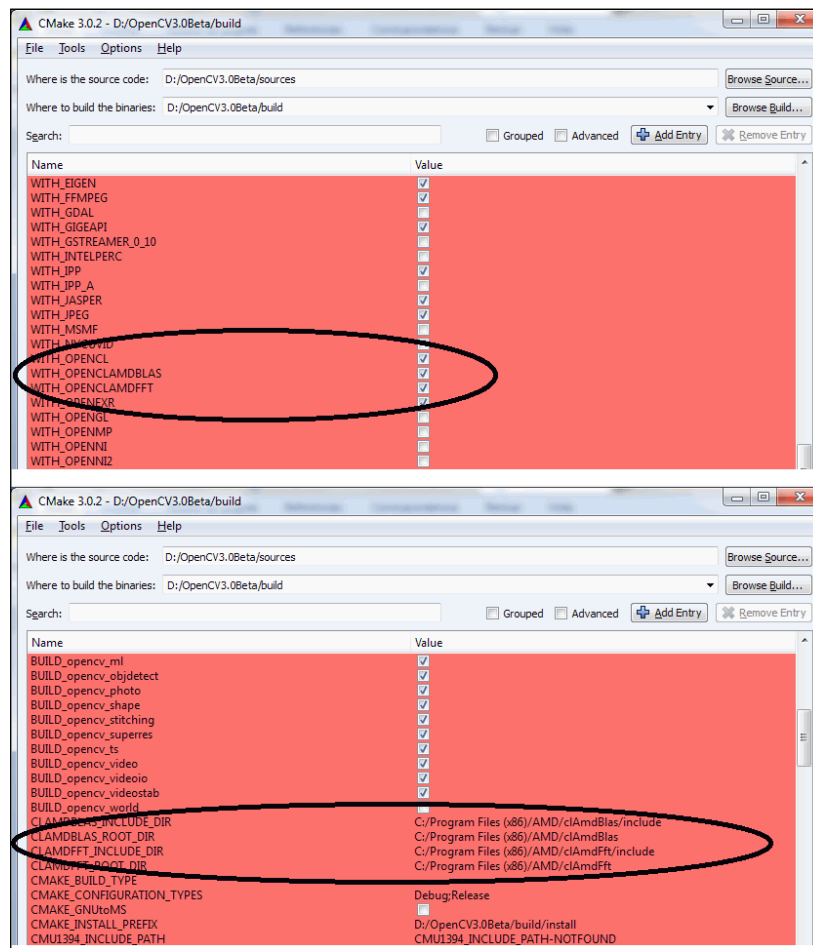 CMake 3.0.2 - D:/OpenCV3.0Beta/build
File Tools Options Help
Where is the source code: D:/OpenCV3.0Beta/sources Browse Source...
Where to build the binaries: D:/OpenCV3.0Beta/build Browse Build...
Search: Grouped Advanced Add Entry Remove Entry
Name Value
WITH_EIGEN
WITH_FFMPEG
WITH_GDAL
WITH_GIGEAPI
WITH_GSTREAMER_0_10
WITH_INTELPERC
WITH_IPP
WITH_IPP_A
WITH_JASPER
WITH_JPEG
WITH_MSMF
WITH_NVCUVID
WITH_OPENCL
WITH_OPENCLAMDBLAS
WITH_OPENCLAMDFFT
WITH_OPENEXR
WITH_OPENGL
WITH_OPENMP
WITH_OPENNI
WITH_OPENNI2
CMake 3.0.2 - D:/OpenCV3.0Beta/build
File Tools Options Help
Where is the source code: D:/OpenCV3.0Beta/sources Browse Source...
Where to build the binaries: D:/OpenCV3.0Beta/build Browse Build...
Search: Grouped Advanced Add Entry Remove Entry
Name Value
BUILD_opencv_ml
BUILD_opencv_objdetect
BUILD_opencv_photo
BUILD_opencv_shape
BUILD_opencv_stitching
BUILD_opencv_superres
BUILD_opencv_ts
BUILD_opencv_video
BUILD_opencv_videoio
BUILD_opencv_videostab
BUILD_opencv_world
CLAMDBLAS_INCLUDE_DIR C:/Program Files (x86)/AMD/clAmdBlas/include
CLAMDBLAS_ROOT_DIR C:/Program Files (x86)/AMD/clAmdBlas
CLAMDFFT_INCLUDE_DIR C:/Program Files (x86)/AMD/clAmdFft/include
CLAMDFFT_ROOT_DIR C:/Program Files (x86)/AMD/clAmdFft
CMAKE_BUILD_TYPE
CMAKE_CONFIGURATION_TYPES Debug;Release
CMAKE_GNUtoMS
CMAKE_INSTALL_PREFIX D:/OpenCV3.0Beta/build/install
CMU1394_INCLUDE_PATH CMU1394_INCLUDE_PATH-NOTFOUND